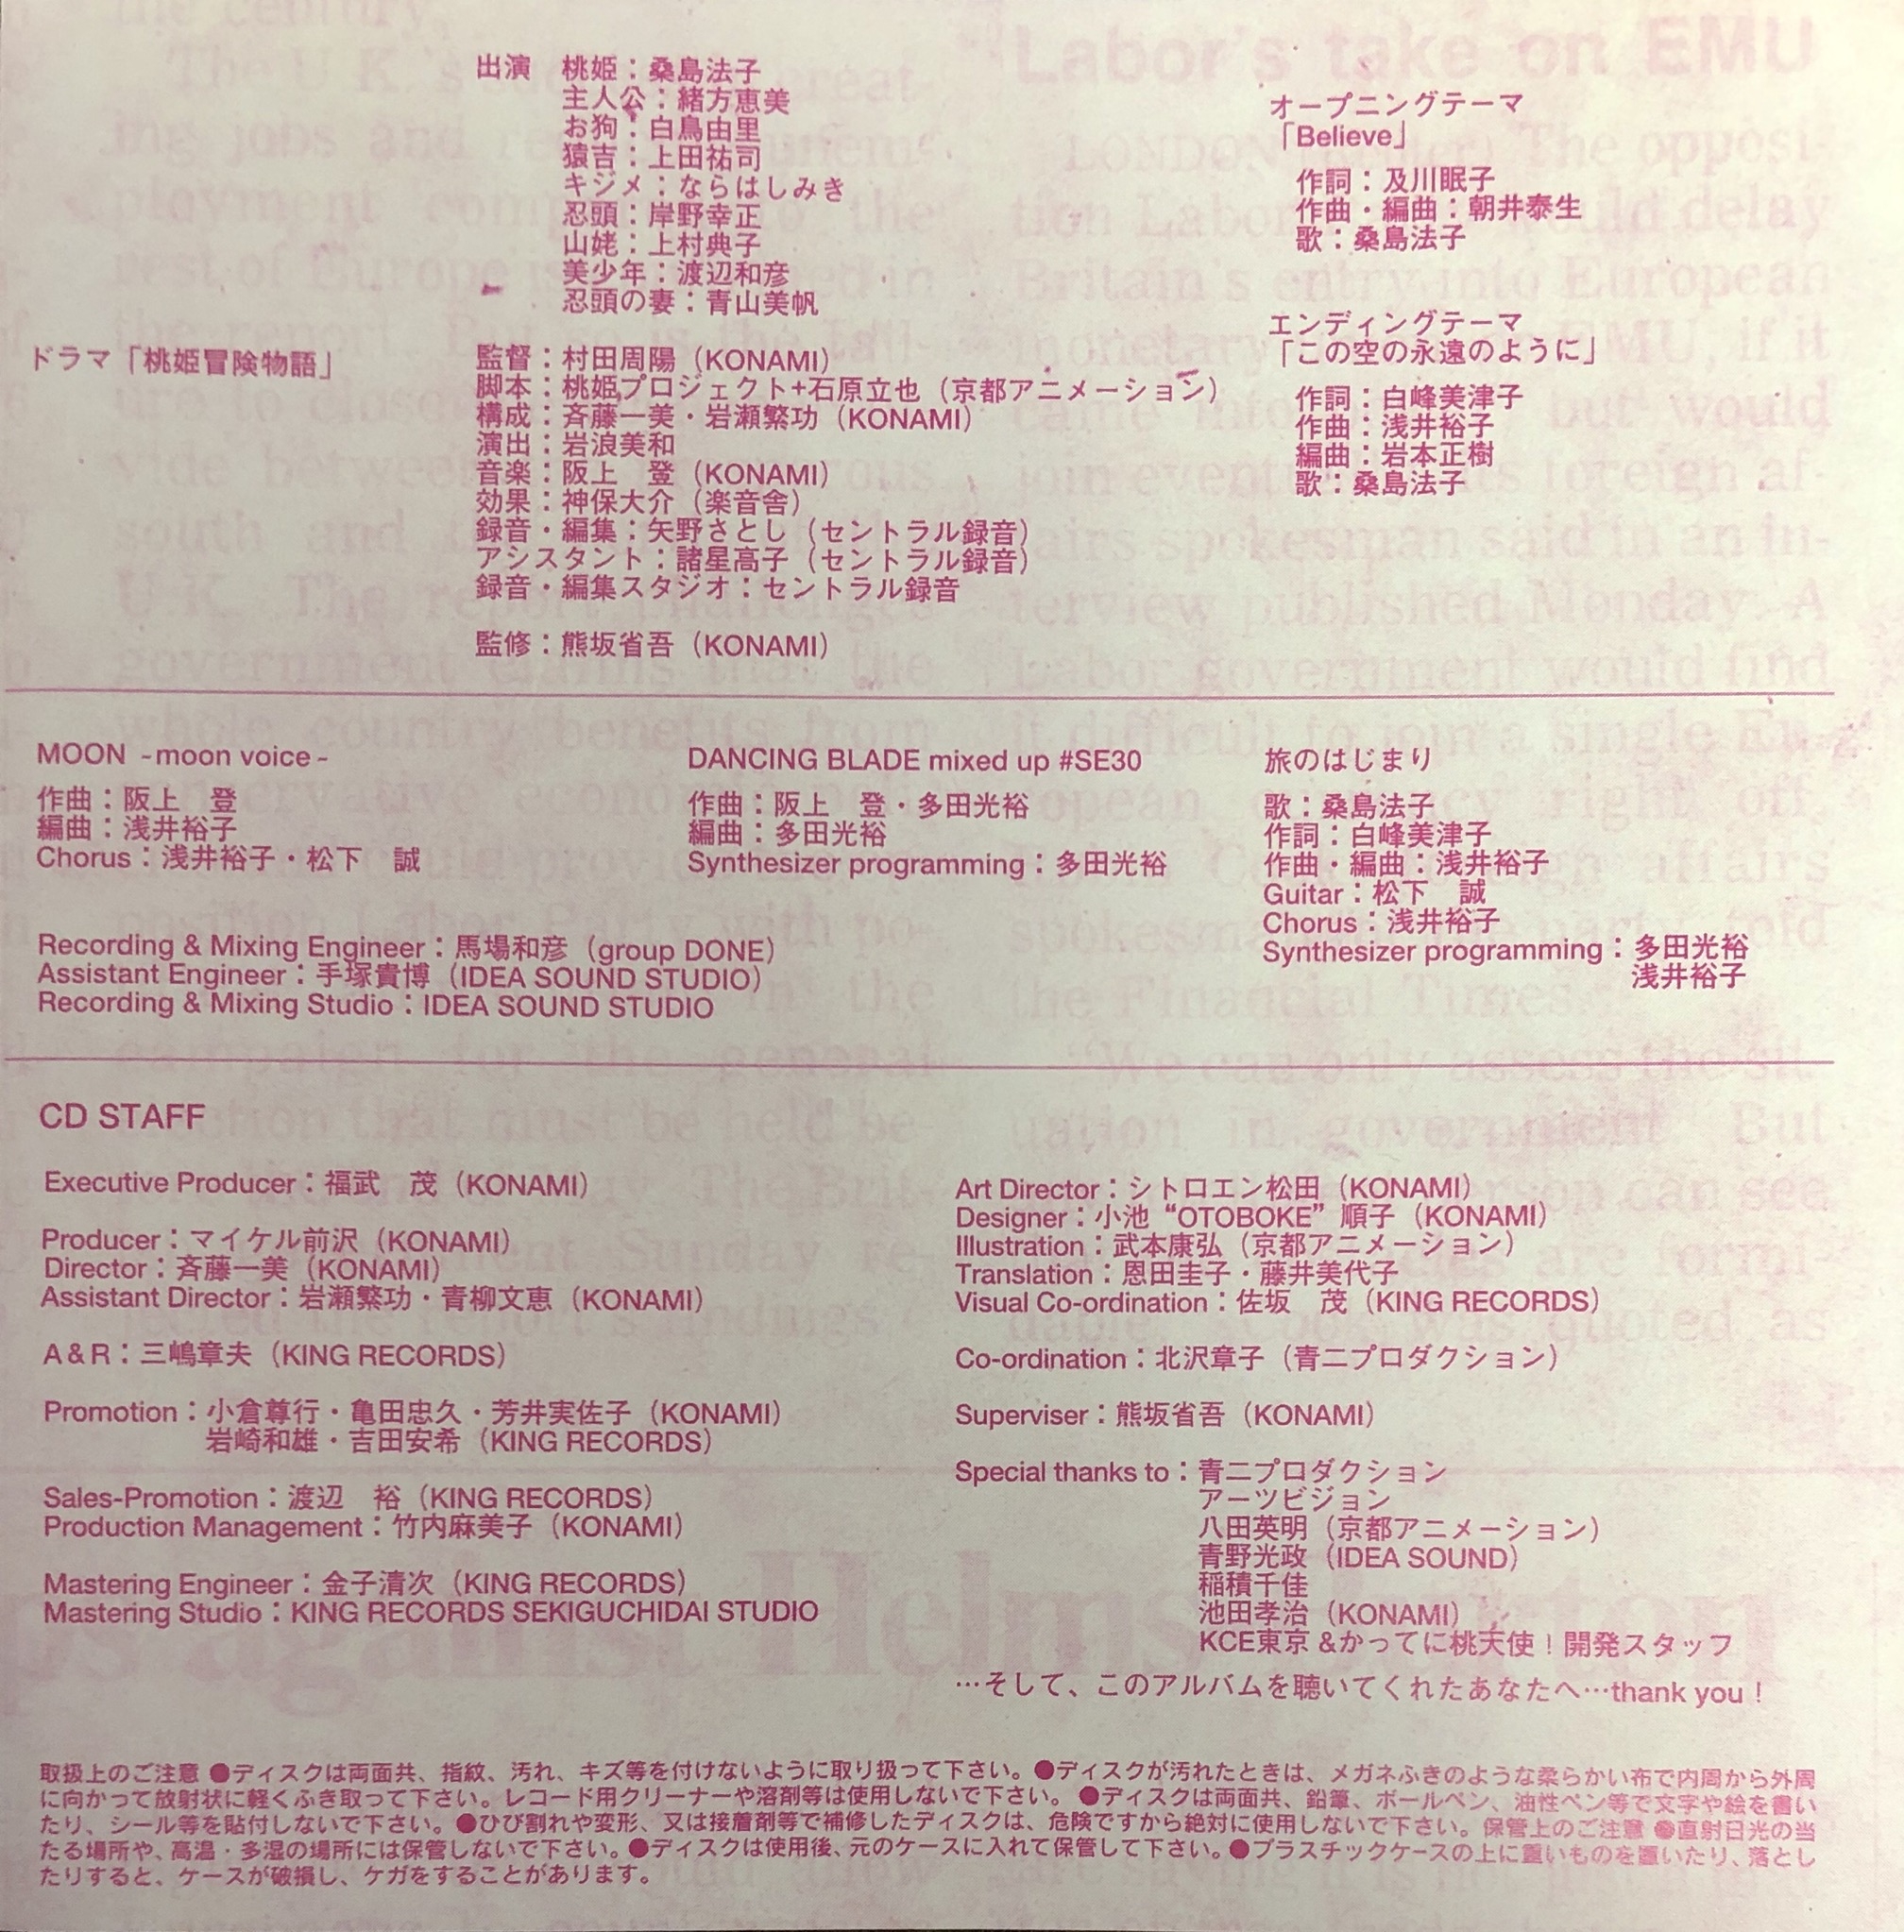 出演 桃姫：桑島法子
主人公：緒方恵美
お狗：白鳥由里
猿吉：上田祐司
キジメ：ならはしみき
忍頭：岸野幸正
山姥：上村典子
美少年：渡辺和彦
忍頭の妻：青山美帆
ドラマ「桃姫冒険物語」
監督：村田周陽（KONAMI）
脚本：桃姫プロジェクト+石原立也（京都アニメーション）
構成：斉藤一美・岩瀬繁功（KONAMI）
演出：岩浪美和
音楽：阪上　登（KONAMI）
効果：神保大介（楽音舎）
録音・編集：矢野さとし（セントラル録音）
アシスタント：諸星高子（セントラル録音）
録音・編集スタジオ：セントラル録音
監修：熊坂省吾（KONAMI）
オープニングテーマ
「Believe」
作詞：及川眠子
作曲・編曲：朝井泰生
歌：桑島法子
エンディングテーマ
「この空の永遠のように」
作詞：白峰美津子
作曲：浅井裕子
編曲：岩本正樹
歌：桑島法子
MOON ~moon voice~
作曲：阪上　登
編曲：浅井裕子
Chorus：浅井裕子・松下　誠
DANCING BLADE mixed up #SE30
作曲：阪上　登・多田光裕
編曲：多田光裕
Synthesizer programming：多田光裕
旅のはじまり
歌：桑島法子
作詞：白峰美津子
作曲・編曲：浅井裕子
Guitar：松下　誠
Chorus：浅井裕子
Synthesizer programming：多田光裕
浅井裕子
Recording & Mixing Engineer：馬場和彦（group DONE）
Assistant Engineer：手塚貴博（IDEA SOUND STUDIO）
Recording & Mixing Studio：IDEA SOUND STUDIO
CD STAFF
Executive Producer：福武　茂（KONAMI）
Producer：マイケル前沢（KONAMI）
Director：斉藤一美（KONAMI）
Assistant Director：岩瀬繁功・青柳文恵（KONAMI）
A & R：三嶋章夫（KING RECORDS）
Promotion：小倉尊行・亀田忠久・芳井実佐子（KONAMI）
岩崎和雄・吉田安希（KING RECORDS）
Sales-Promotion：渡辺　裕（KING RECORDS）
Production Management：竹内麻美子（KONAMI）
Mastering Engineer：金子清次（KING RECORDS）
Mastering Studio：KING RECORDS SEKIGUCHIDAI STUDIO
Art Director：シトロエン松田（KONAMI）
Designer：小池 “OTOBOKE” 順子（KONAMI）
Illustration：武本康弘（京都アニメーション）
Translation：恩田圭子・藤井美代子
Visual Co-ordination：佐坂　茂（KING RECORDS）
Co-ordination：北沢章子（青二プロダクション）
Superviser：熊坂省吾（KONAMI）
Special thanks to：青二プロダクション
アーツビジョン
八田英明（京都アニメーション）
青野光政（IDEA SOUND）
稲積千佳
池田孝治（KONAMI）
KCE東京 &かってに桃天使！開発スタッフ
…そして、このアルバムを聴いてくれたあなたへ…thank you！
取扱上のご注意 ●ディスクは両面共、指紋、汚れ、キズ等を付けないように取り扱って下さい。●ディスクが汚れたときは、メガネふきのような柔らかい布で内周から外周
に向かって放射状に軽くふき取って下さい。レコード用クリーナーや溶剤等は使用しないで下さい。 ●ディスクは両面共、鉛筆、ボールペン、油性ペン等で文字や絵を書い
たり、シール等を貼付しないで下さい。●ひび割れや変形、又は接着剤等で補修したディスクは、危険ですから絶対に使用しないで下さい。保管上のご注意 ●直射日光の当
たる場所や、高温・多湿の場所には保管しないで下さい。●ディスクは使用後、元のケースに入れて保管して下さい。●プラスチックケースの上に重いものを置いたり、落とし
たりすると、ケースが破損し、ケガをすることがあります。